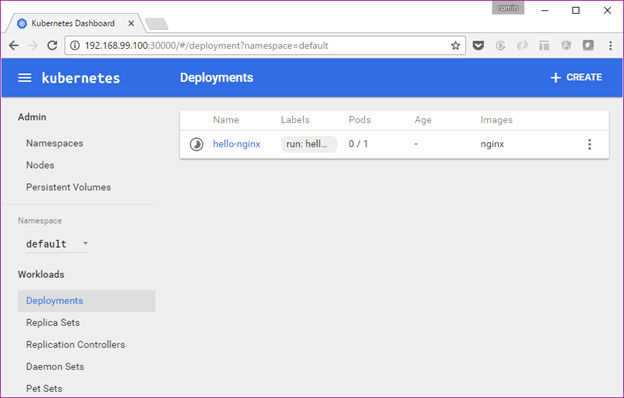 romin
Kubernetes Dashboard
192.168.99.100:30000/#/deployment?namespace=default
kubernetes
Deployments
+ CREATE
Admin
Namespaces
Nodes
Persistent Volumes
Namespace
default
Workloads
Deployments
Replica Sets
Replication Controllers
Daemon Sets
Pet Sets
Name Labels Pods Age Images
hello-nginx run: hell... 0 / 1 - nginx